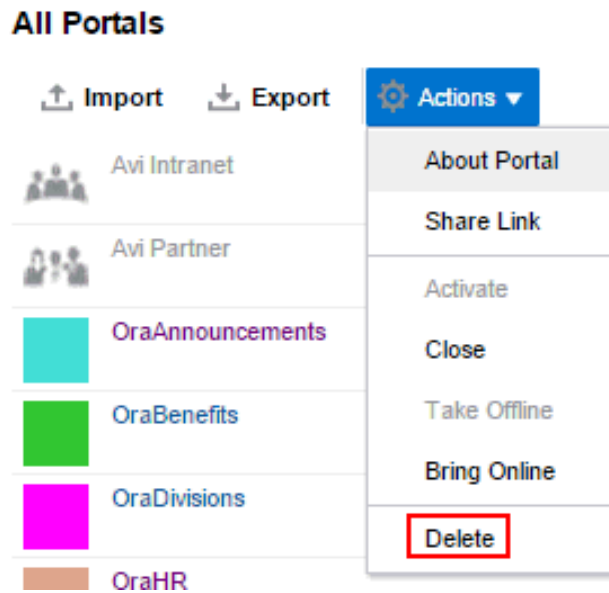 All Portals
Import Export Actions
Avi Intranet
About Portal
Share Link
Avi Partner
Activate
OraAnnouncements
Close
OraBenefits
Take Offline
Bring Online
OraDivisions
Delete
OraHR